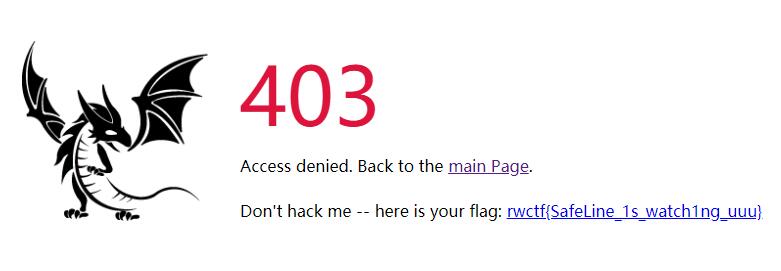 403
Access denied. Back to the main Page.
Don't hack me -- here is your flag: rwctf{SafeLine_1s_watch1ng_uuu}